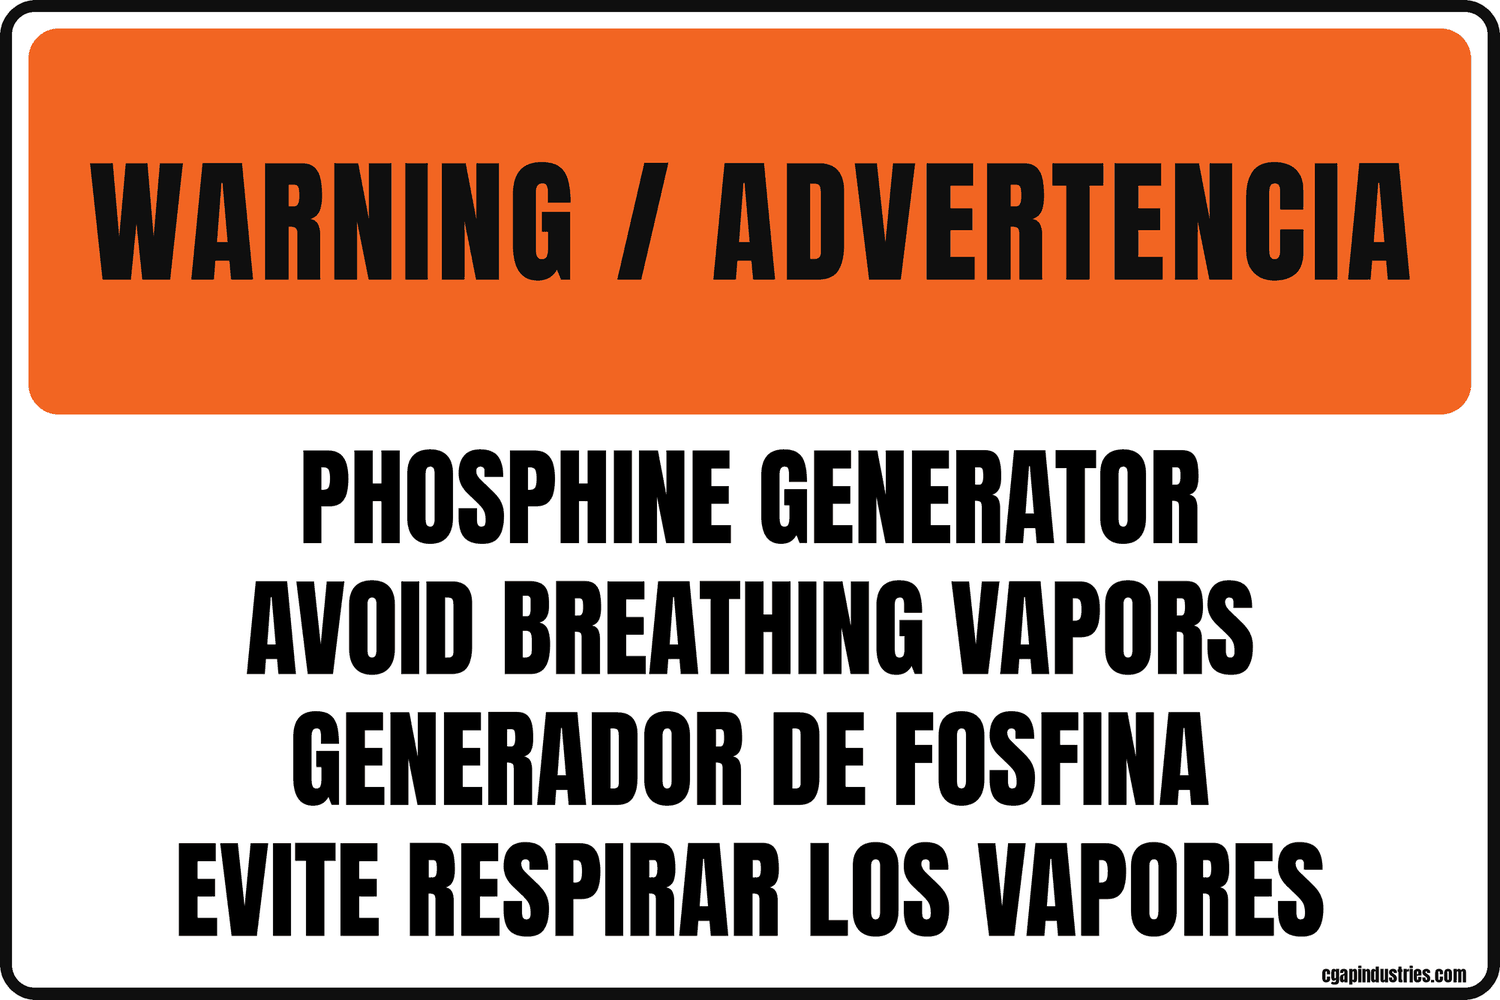 WARNING / ADVERTENCIA
PHOSPHINE GENERATOR
AVOID BREATHING VAPORS
GENERADOR DE FOSFINA
EVITE RESPIRAR LOS VAPORES
cgapindustries.com